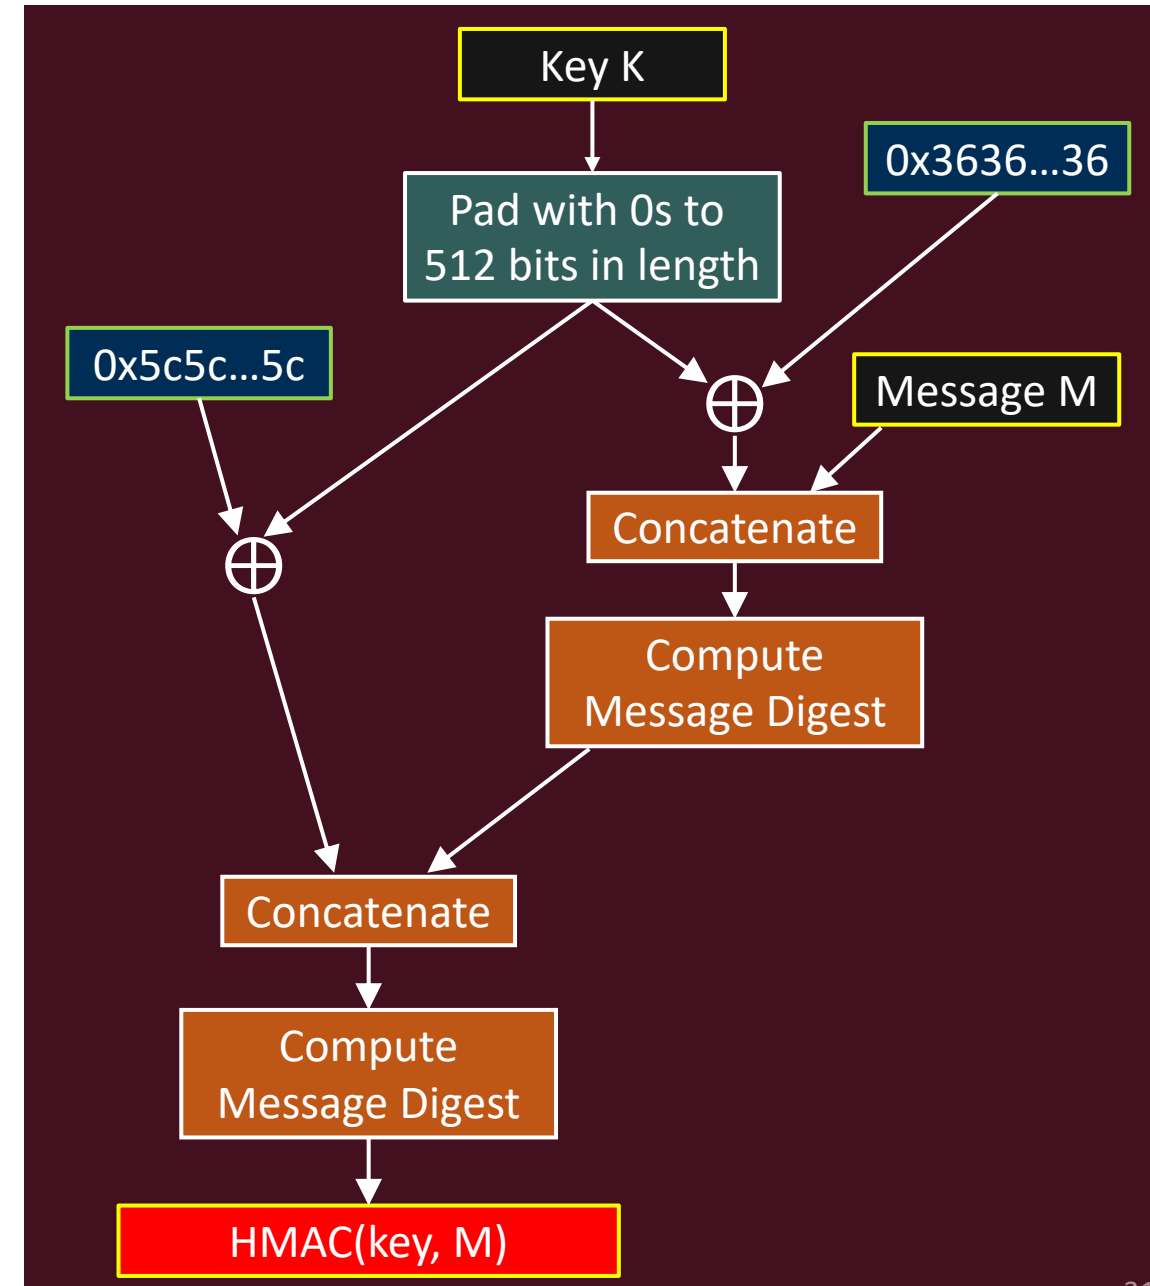 Key K
0x3636...36
Pad with 0s to
512 bits in length
0x5c5c...5c
Message M
Concatenate
Compute
Message Digest
Concatenate
Compute
Message Digest
HMAC(key, M)